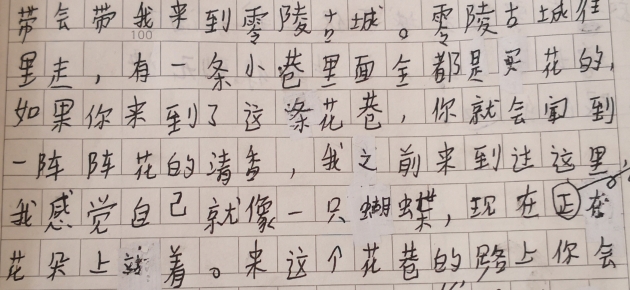 带会带我来到零陵古城。零陵古城往
100
里走，有一条小巷里面全都是买花的，
如果你来到了这条花巷，你就会闻到
一阵阵花的清香，我之前来到过这里，
我感觉自己就像一只蝴蝶，现在正在
花朵上站着。来这个花巷的路上你会